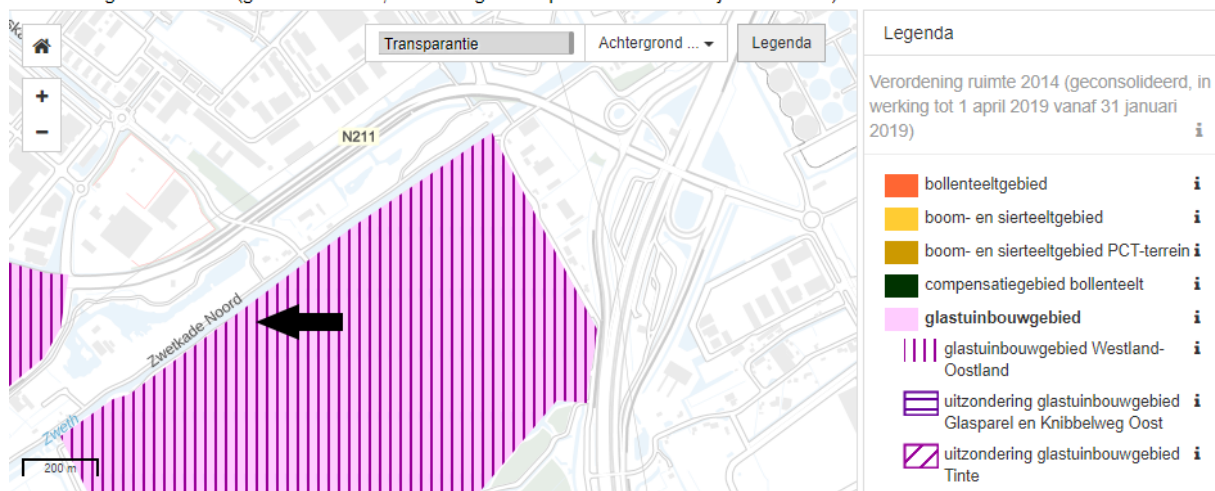 Transparantie
Achtergrond ...
Legenda
+
−
N211
Zwetkade Noord
Zweth
200 m
Legenda
Verordening ruimte 2014 (geconsolideerd, in
werking tot 1 april 2019 vanaf 31 januari
2019)
i
bollenteeltgebied i
boom- en sierteeltgebied i
boom- en sierteeltgebied PCT-terrein i
compensatiegebied bollenteelt i
glastuinbouwgebied i
glastuinbouwgebied Westland- i
Oostland
uitzondering glastuinbouwgebied i
Glasparel en Knibbelweg Oost
uitzondering glastuinbouwgebied i
Tinte